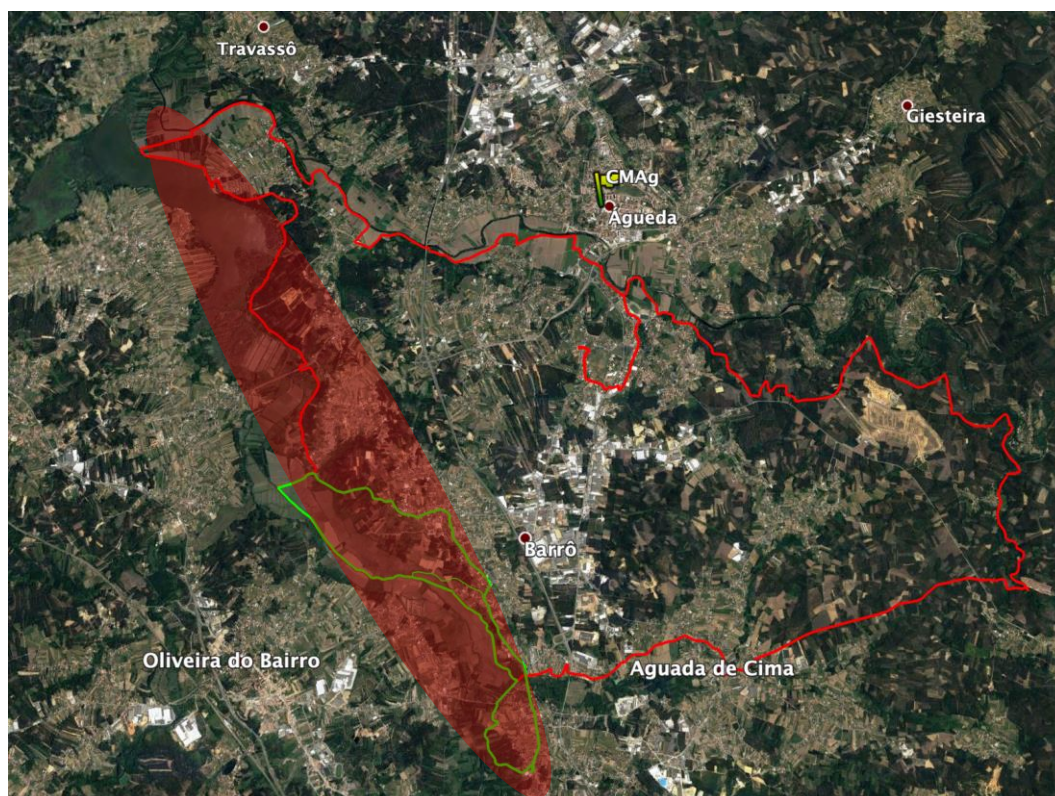 Travassô
Giesteira
CMAg
Águeda
Barrô
Oliveira do Bairro
Aguada de Cima